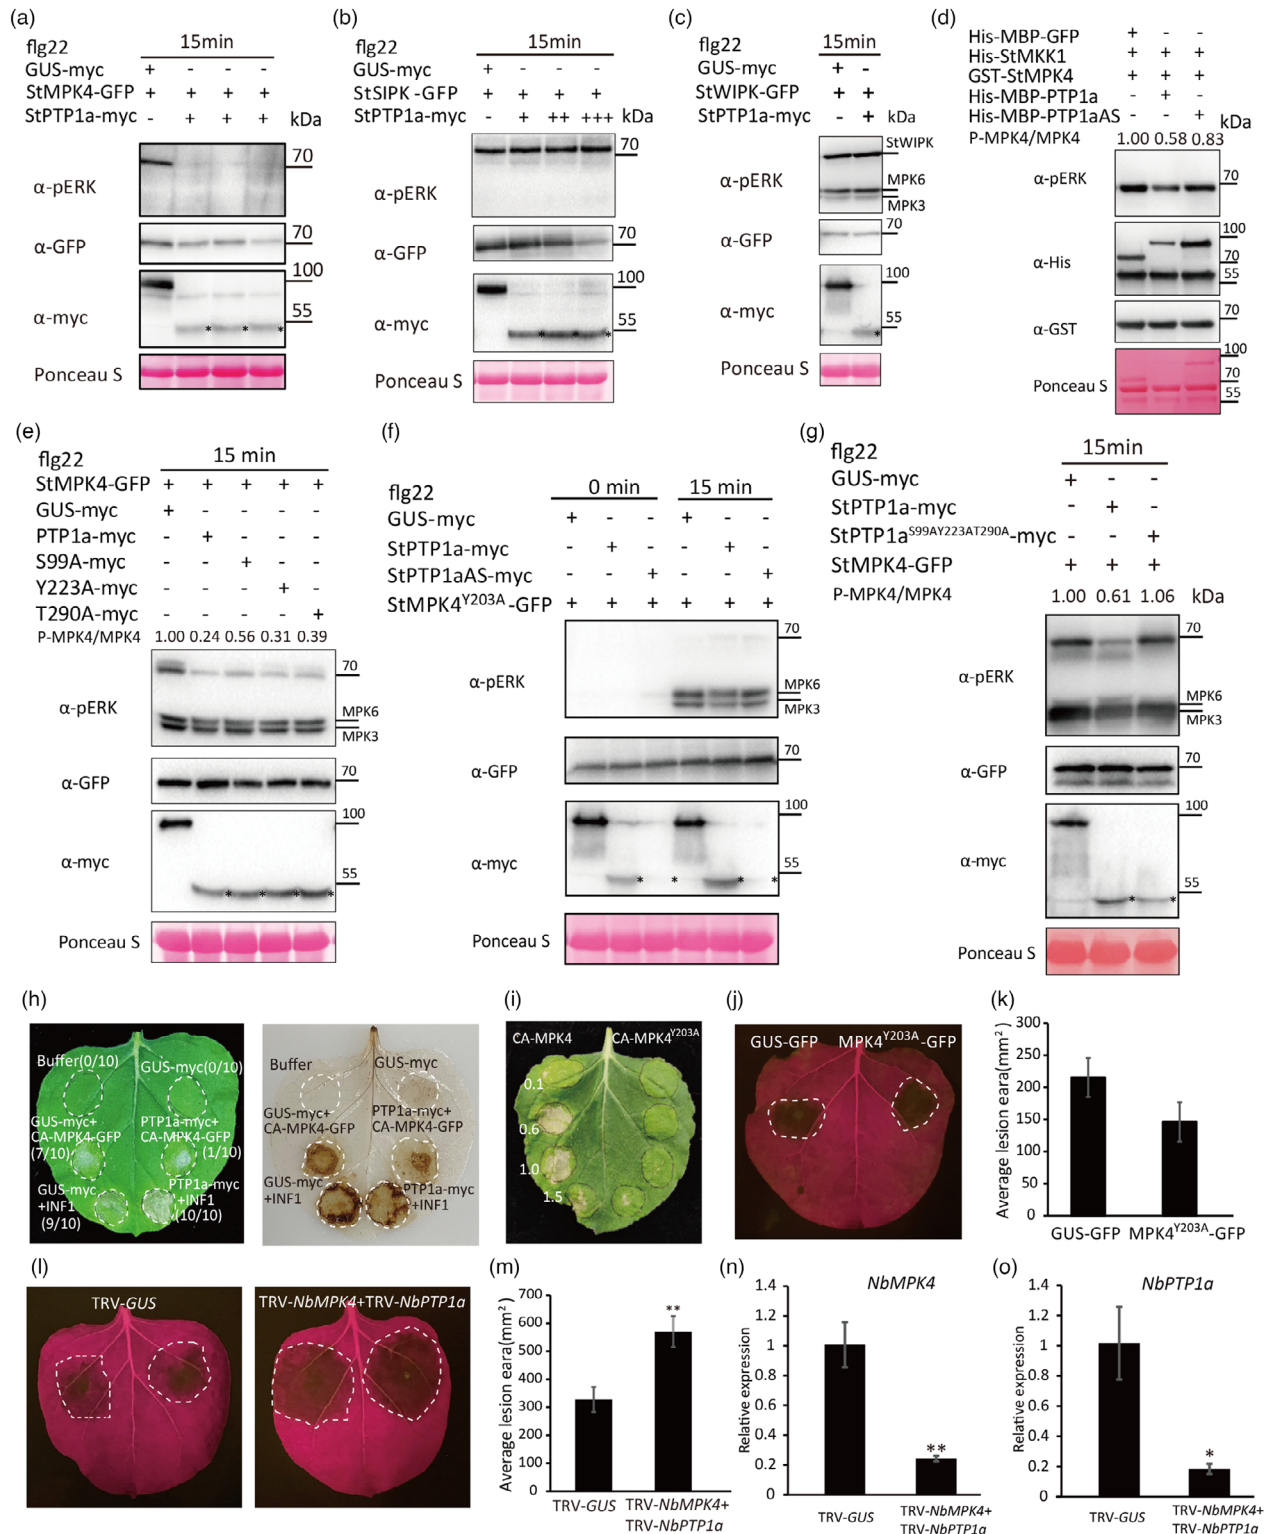 (a)
flg22
15min
GUS-myc + - - -
StMPK4-GFP + + + +
StPTP1a-myc - + + + kDa
α-pERK
70
α-GFP
70
α-myc
100
55
* * *
Ponceau S
(b)
flg22
15min
GUS-myc + - - -
StSIPK -GFP + + + +
StPTP1a-myc - + ++ +++ kDa
α-pERK
70
α-GFP
70
α-myc
100
55
* * *
Ponceau S
(c)
flg22
15min
GUS-myc + -
StWIPK-GFP + +
StPTP1a-myc - + kDa
α-pERK
StWIPK
MPK6
MPK3
α-GFP
70
α-myc
100
55
*
Ponceau S
(d)
His-MBP-GFP + - -
His-StMKK1 + + +
GST-StMPK4 + + +
His-MBP-PTP1a - + -
His-MBP-PTP1aAS - - +
kDa
P-MPK4/MPK4 1.00 0.58 0.83
α-pERK
70
α-His
100
70
55
α-GST
70
Ponceau S
100
70
55
(e)
flg22
15 min
StMPK4-GFP + + + + +
GUS-myc + - - - -
PTP1a-myc - + - - -
S99A-myc - - + - -
Y223A-myc - - - + -
T290A-myc - - - - +
P-MPK4/MPK4 1.00 0.24 0.56 0.31 0.39
α-pERK
70
MPK6
MPK3
α-GFP
70
α-myc
100
55
* * * *
Ponceau S
(f)
flg22
0 min 15 min
GUS-myc + - - + - -
StPTP1a-myc - + - - + -
StPTP1aAS-myc - - + - - +
StMPK4Y203A-GFP + + + + + +
α-pERK
70
MPK6
MPK3
α-GFP
70
α-myc
100
55
* * * *
Ponceau S
(g)
flg22
15min
GUS-myc + - -
StPTP1a-myc - + -
StPTP1aS99AY223AT290A-myc - - +
StMPK4-GFP + + +
P-MPK4/MPK4 1.00 0.61 1.06 kDa
α-pERK
70
MPK6
MPK3
α-GFP
70
α-myc
100
55
* *
Ponceau S
(h)
Buffer(0/10)
GUS-myc(0/10)
GUS-myc+
CA-MPK4-GFP
(7/10)
PTP1a-myc+
CA-MPK4-GFP
(1/10)
GUS-myc
+INF1
(9/10)
PTP1a-myc
+INF1
(10/10)
Buffer
GUS-myc
GUS-myc+
CA-MPK4-GFP
PTP1a-myc+
CA-MPK4-GFP
GUS-myc
+INF1
PTP1a-myc
+INF1
(i)
CA-MPK4 CA-MPK4Y203A
0.1
0.6
1.0
1.5
(j)
GUS-GFP MPK4Y203A-GFP
(k)
Average lesion eara(mm²)
300
250
200
150
100
50
0
GUS-GFP MPK4Y203A-GFP
(l)
TRV-GUS
TRV-NbMPK4+TRV-NbPTP1a
(m)
Average lesion eara(mm²)
700
600
500
400
300
200
100
0
**
TRV-GUS TRV-NbMPK4+
TRV-NbPTP1a
(n)
NbMPK4
Relative expression
1.4
1.2
1
0.8
0.6
0.4
0.2
0
**
TRV-GUS TRV-NbMPK4+
TRV-NbPTP1a
(o)
NbPTP1a
Relative expression
1.4
1.2
1
0.8
0.6
0.4
0.2
0
*
TRV-GUS TRV-NbMPK4+
TRV-NbPTP1a